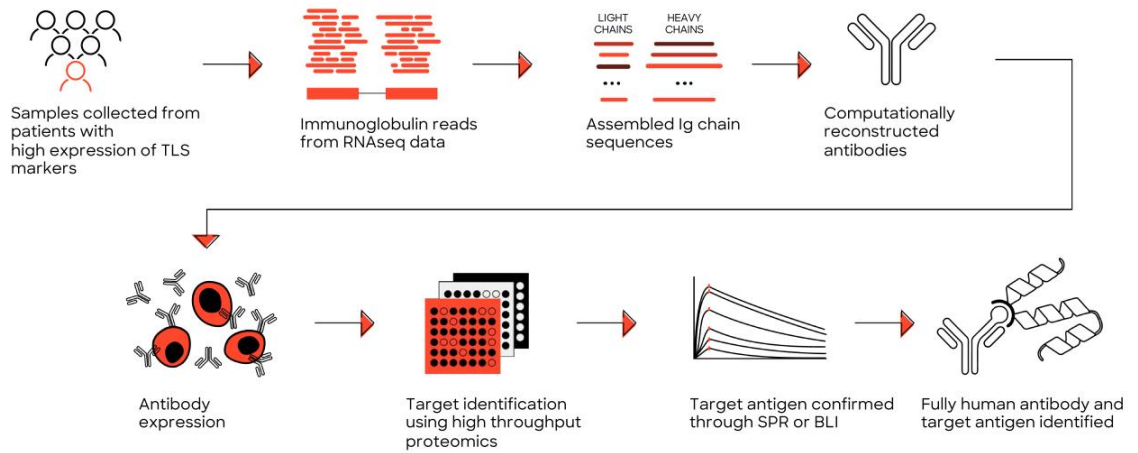 Samples collected from
patients with
high expression of TLS
markers
Immunoglobulin reads
from RNAseq data
LIGHT
CHAINS
HEAVY
CHAINS
Assembled Ig chain
sequences
Computationally
reconstructed
antibodies
Antibody
expression
Target identification
using high throughput
proteomics
Target antigen confirmed
through SPR or BLI
Fully human antibody and
target antigen identified